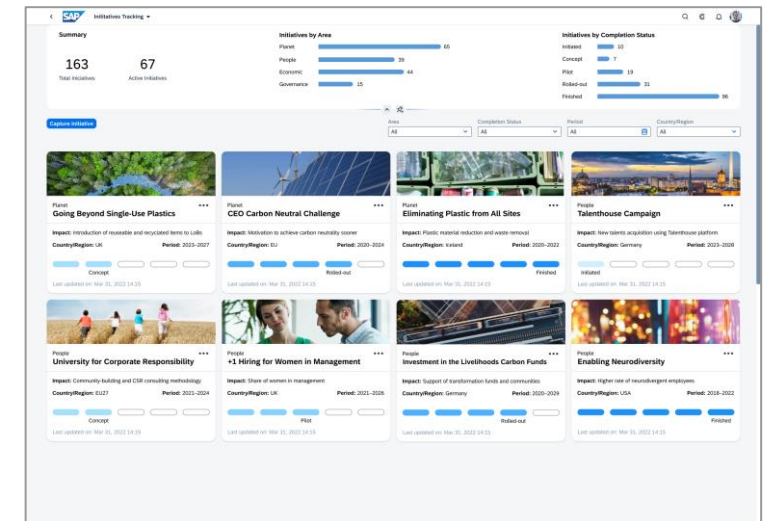 SAP Inititatives Tracking
Summary
163
Total Iniciatives
67
Active Initiatives
Initiatives by Area
Planet 65
People 39
Economic 44
Governance 15
Initiatives by Completion Status
Initiated 10
Concept 7
Pilot 19
Rolled-out 31
Finished 96
Capture Initiative
Area
All
Completion Status
All
Period
All
Country/Region
All
Planet
Going Beyond Single-Use Plastics
Impact: Introduction of reuseable and recyclated items to LoBs
Country/Region: UK Period: 2023-2027
Concept
Last updated on: Mar 31, 2022 14:15
Planet
CEO Carbon Neutral Challenge
Impact: Motivation to achieve carbon neutrality sooner
Country/Region: EU Period: 2020-2024
Rolled-out
Last updated on: Mar 31, 2022 14:15
Planet
Eliminating Plastic from All Sites
Impact: Plastic material reduction and waste removal
Country/Region: Iceland Period: 2020-2022
Finished
Last updated on: Mar 31, 2022 14:15
People
Talenthouse Campaign
Impact: New talents acquisition using Talenthouse platform
Country/Region: Germany Period: 2023-2028
Initiated
Last updated on: Mar 31, 2022 14:15
People
University for Corporate Responsibility
Impact: Community-building and CSR consulting methodology
Country/Region: EU27 Period: 2021-2024
Concept
Last updated on: Mar 31, 2022 14:15
People
+1 Hiring for Women in Management
Impact: Share of women in management
Country/Region: UK Period: 2021-2026
Pilot
Last updated on: Mar 31, 2022 14:15
People
Investment in the Livelihoods Carbon Funds
Impact: Support of transformation funds and communities
Country/Region: Germany Period: 2020-2029
Rolled-out
Last updated on: Mar 31, 2022 14:15
People
Enabling Neurodiversity
Impact: Higher rate of neurodivergent employees
Country/Region: USA Period: 2018-2022
Finished
Last updated on: Mar 31, 2022 14:15